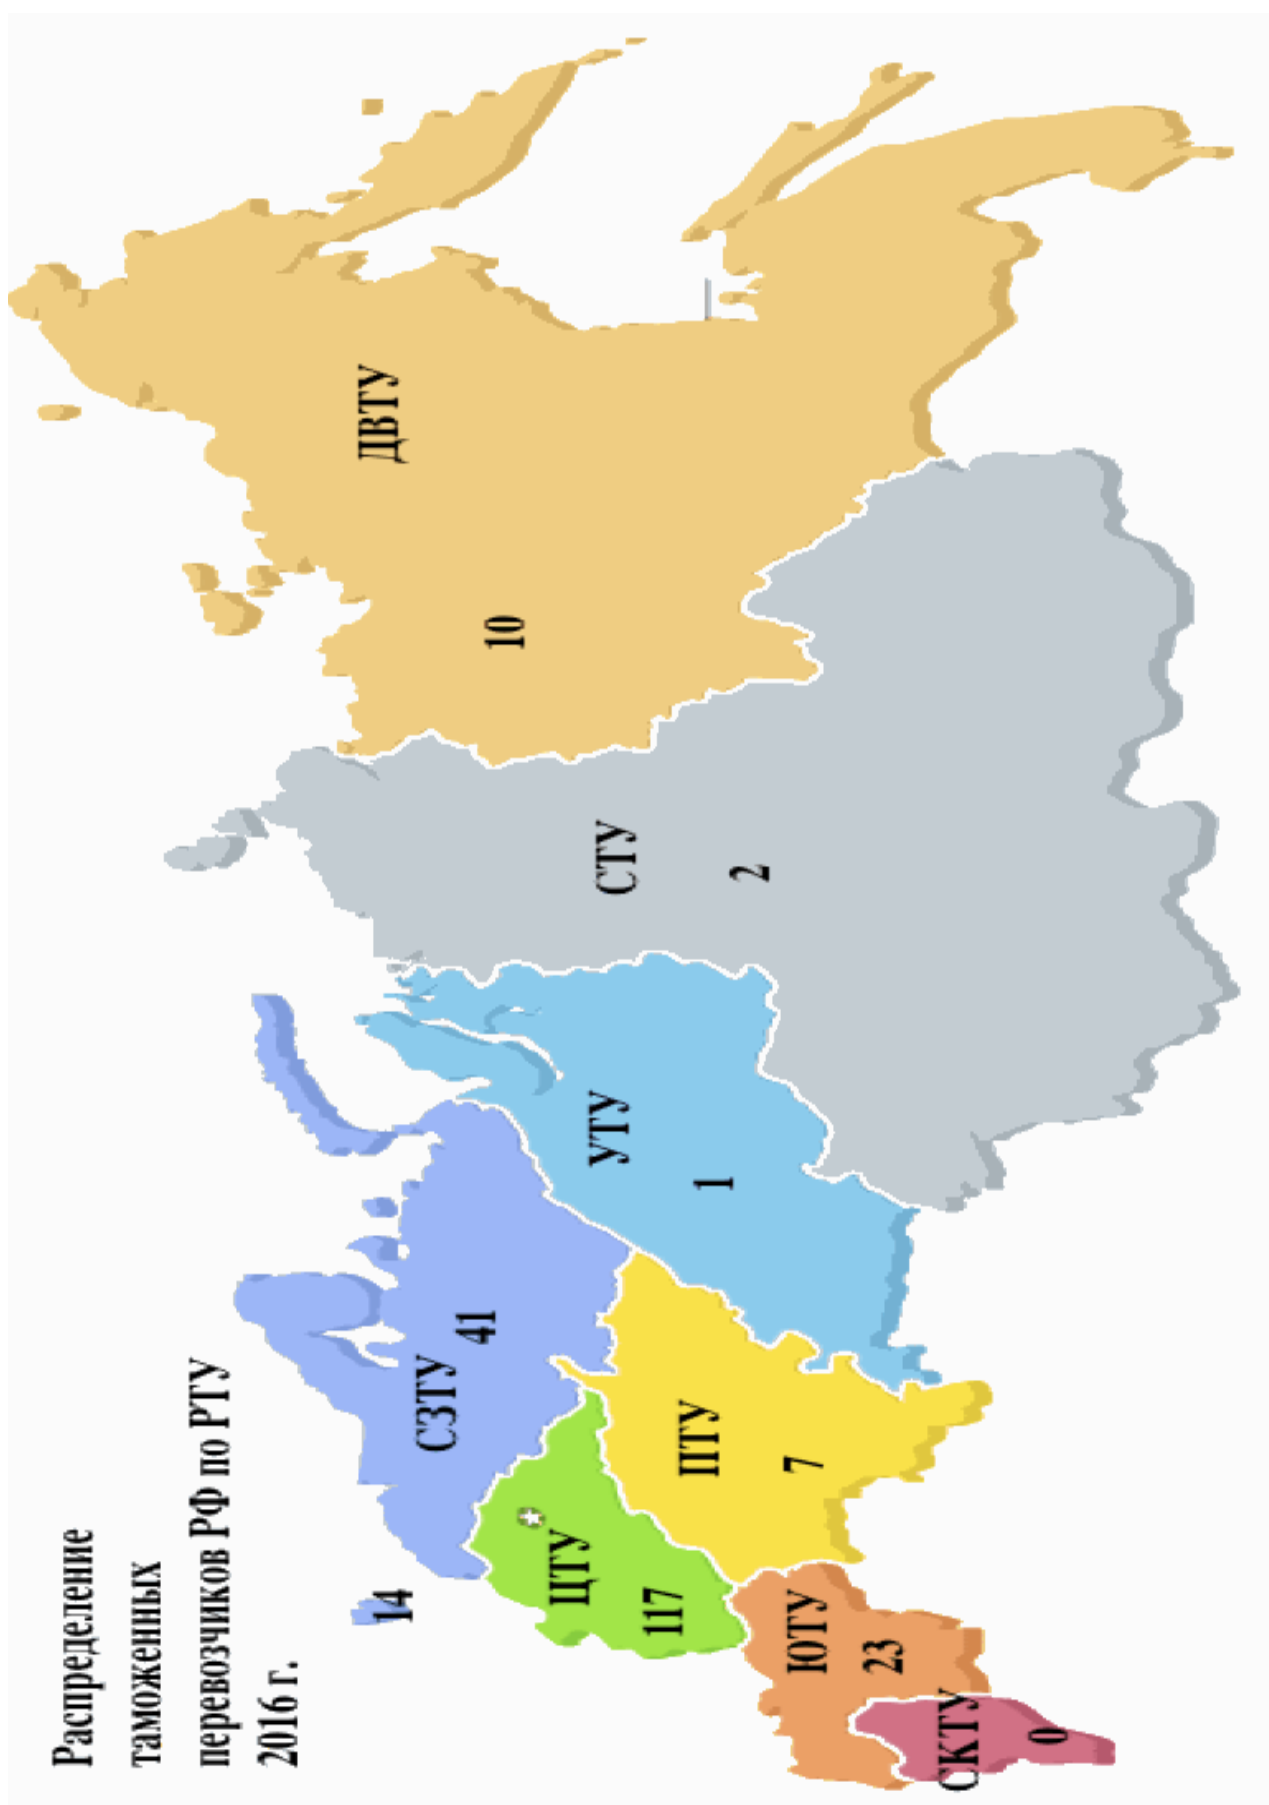 Распределение
таможенных
перевозчиков РФ по РТУ
2016 г.
14
СЗТУ
41
ЦТУ
117
ПТУ
7
ЮТУ
23
СКТУ
0
УТУ
1
СТУ
2
ДВТУ
10